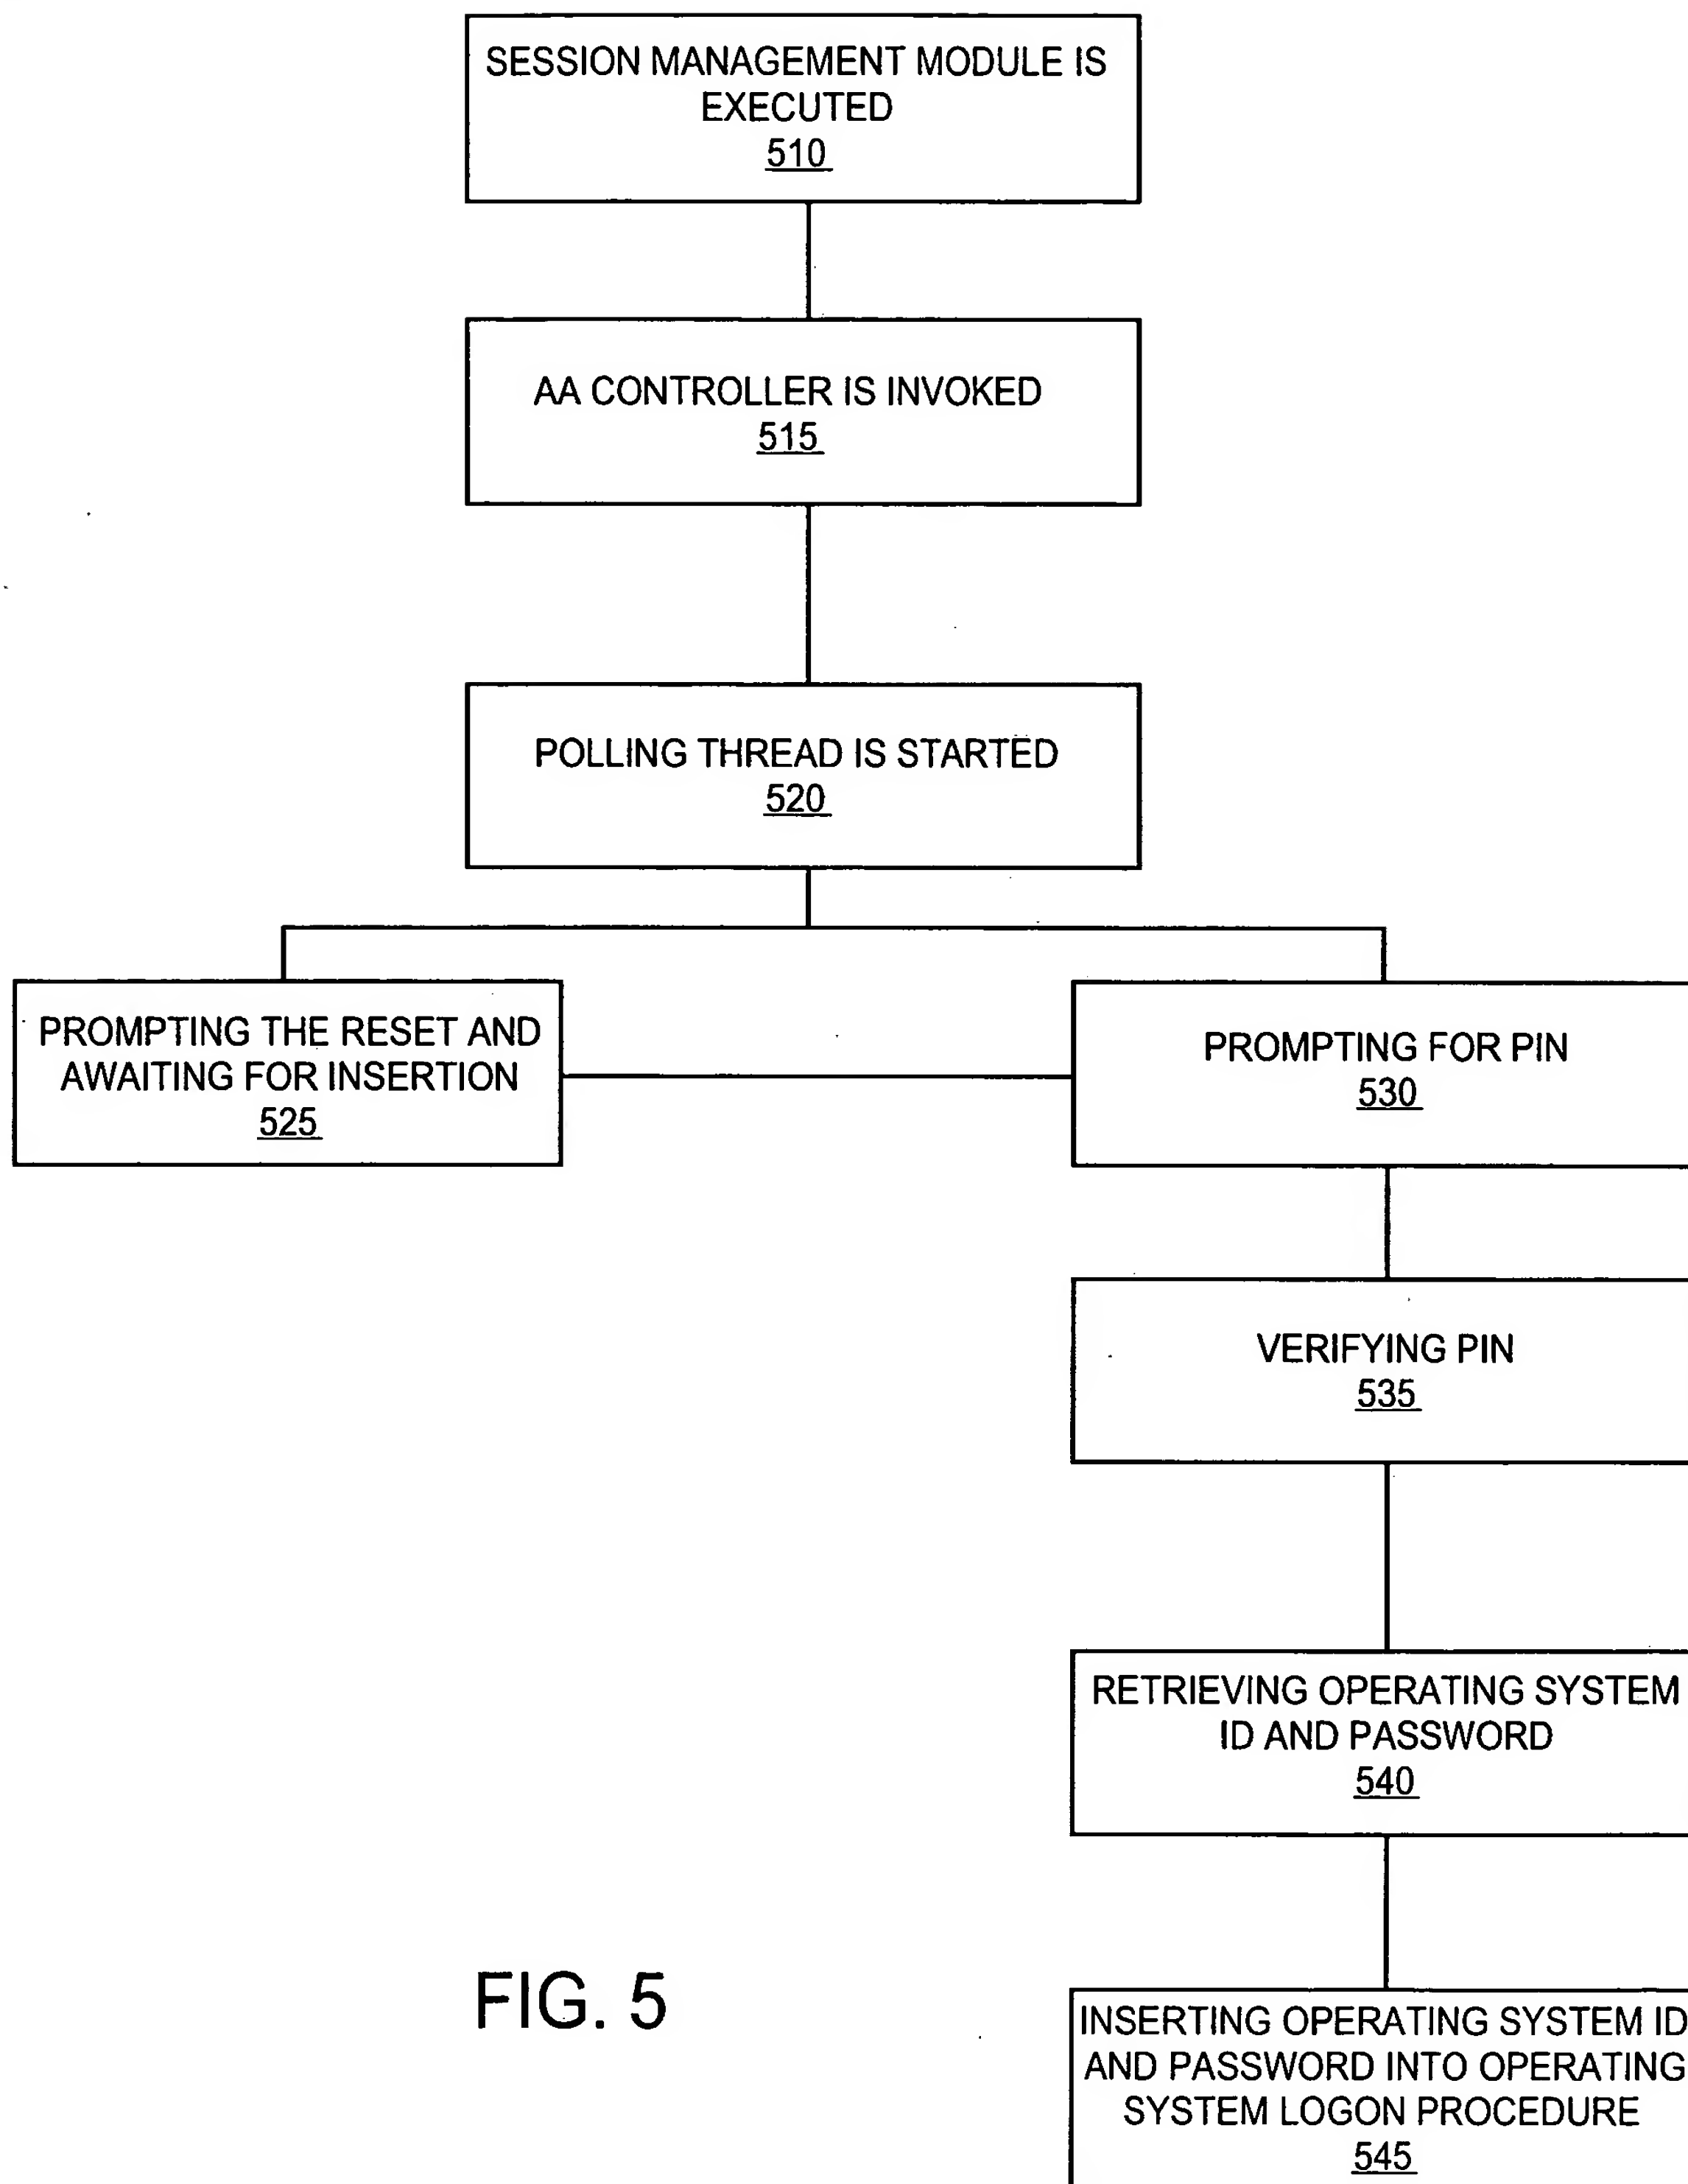 SESSION MANAGEMENT MODULE IS
EXECUTED
510
AA CONTROLLER IS INVOKED
515
POLLING THREAD IS STARTED
520
PROMPTING THE RESET AND
AWAITING FOR INSERTION
525
PROMPTING FOR PIN
530
VERIFYING PIN
535
RETRIEVING OPERATING SYSTEM
ID AND PASSWORD
540
INSERTING OPERATING SYSTEM ID
AND PASSWORD INTO OPERATING
SYSTEM LOGON PROCEDURE
545
FIG. 5